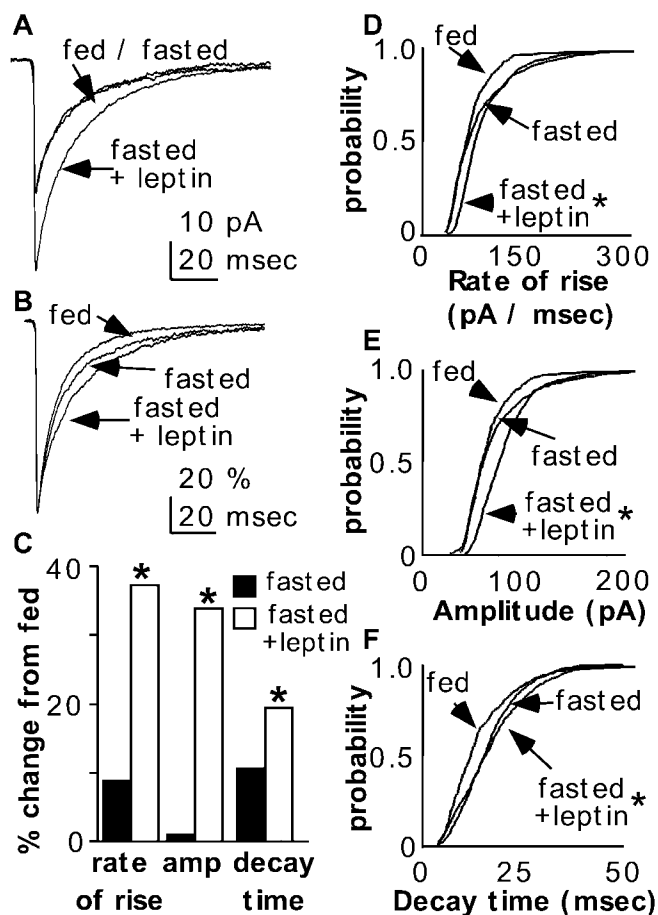 A
fed / fasted
fasted
+ leptin
10 pA
20 msec
B
fed
fasted
fasted
+ leptin
20 %
20 msec
C
% change from fed
40
20
0
*
*
*
fasted
fasted
+leptin
rate
of rise
amp
decay
time
D
probability
1.0
0.5
0
fed
fasted
fasted
+leptin *
0
150
300
Rate of rise
(pA / msec)
E
probability
1.0
0.5
0
fed
fasted
fasted
+leptin *
0
100
200
Amplitude (pA)
F
probability
1.0
0.5
0
fed
fasted
fasted
+leptin *
0
25
50
Decay time (msec)